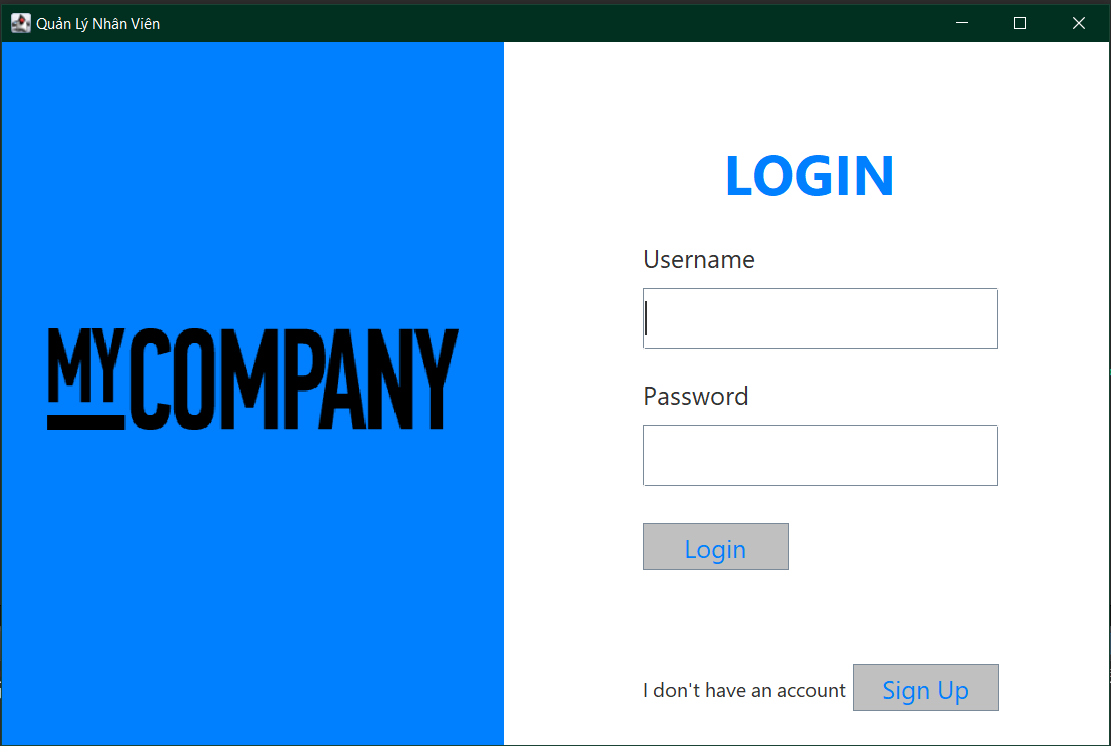 Quản Lý Nhân Viên
MYCOMPANY
LOGIN
Username
Password
Login
I don't have an account
Sign Up